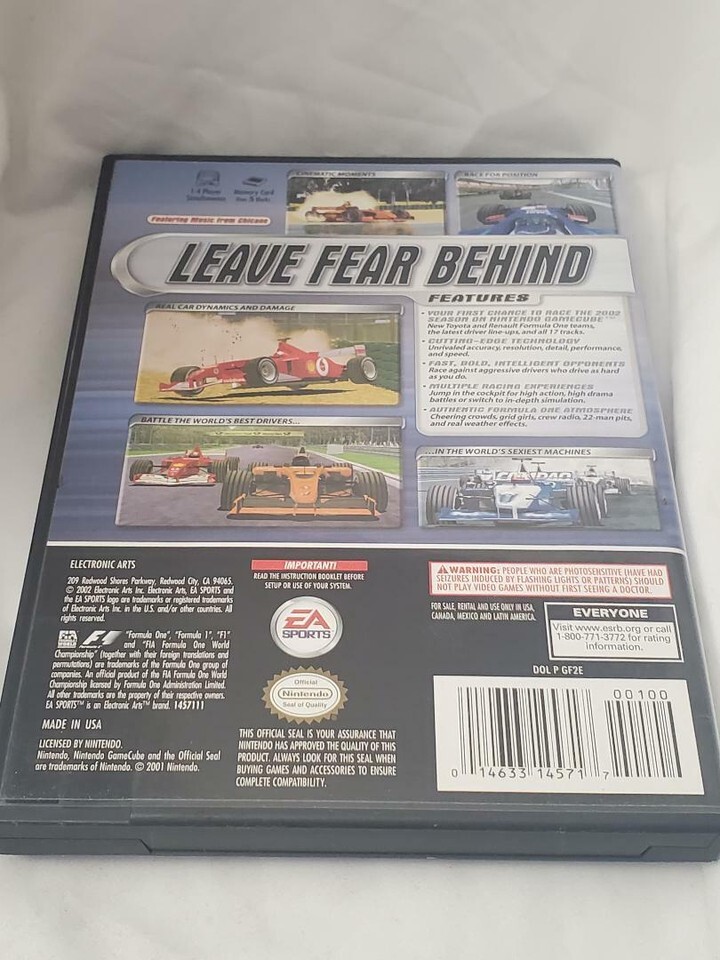 1-4 Player
Simultaneous
Memory Card
Uses 5 Blocks
CINEMATIC MOMENTS
RACE FOR POSITION
Featuring Music from Chicane
LEAVE FEAR BEHIND
FEATURES
REAL CAR DYNAMICS AND DAMAGE
• YOUR FIRST CHANCE TO RACE THE 2002
SEASON ON NINTENDO GAMECUBE™
New Toyota and Renault Formula One teams,
the latest driver line-ups, and all 17 tracks.
• CUTTING-EDGE TECHNOLOGY
Unrivaled accuracy, resolution, detail, performance,
and speed.
• FAST, BOLD, INTELLIGENT OPPONENTS
Race against aggressive drivers who drive as hard
as you do.
• MULTIPLE RACING EXPERIENCES
Jump in the cockpit for high action, high drama
battles or switch to in-depth simulation.
• AUTHENTIC FORMULA ONE ATMOSPHERE
Cheering crowds, grid girls, crew radio, 22-man pits,
and real weather effects.
BATTLE THE WORLD'S BEST DRIVERS...
...IN THE WORLD'S SEXIEST MACHINES
ELECTRONIC ARTS
209 Redwood Shores Parkway, Redwood City, CA 94065.
© 2002 Electronic Arts Inc. Electronic Arts, EA SPORTS and
the EA SPORTS logo are trademarks or registered trademarks
of Electronic Arts Inc. in the U.S. and/or other countries. All
rights reserved.
FIA
F1
"Formula One", "Formula 1", "F1"
and "FIA Formula One World
Championship" (together with their foreign translations and
permutations) are trademarks of the Formula One group of
companies. An official product of the FIA Formula One World
Championship licensed by Formula One Administration Limited.
All other trademarks are the property of their respective owners.
EA SPORTS™ is an Electronic Arts™ brand. 1457111
MADE IN USA
LICENSED BY NINTENDO.
Nintendo, Nintendo GameCube and the Official Seal
are trademarks of Nintendo. © 2001 Nintendo.
IMPORTANT!
READ THE INSTRUCTION BOOKLET BEFORE
SETUP OR USE OF YOUR SYSTEM.
EA
SPORTS
Official
Nintendo
Seal of Quality
THIS OFFICIAL SEAL IS YOUR ASSURANCE THAT
NINTENDO HAS APPROVED THE QUALITY OF THIS
PRODUCT. ALWAYS LOOK FOR THIS SEAL WHEN
BUYING GAMES AND ACCESSORIES TO ENSURE
COMPLETE COMPATIBILITY.
WARNING: PEOPLE WHO ARE PHOTOSENSITIVE (HAVE HAD
SEIZURES INDUCED BY FLASHING LIGHTS OR PATTERNS) SHOULD
NOT PLAY VIDEO GAMES WITHOUT FIRST SEEING A DOCTOR.
FOR SALE, RENTAL AND USE ONLY IN USA,
CANADA, MEXICO AND LATIN AMERICA.
EVERYONE
Visit www.esrb.org or call
1-800-771-3772 for rating
information.
DOL P GF2E
00100
0 14633 14571 7